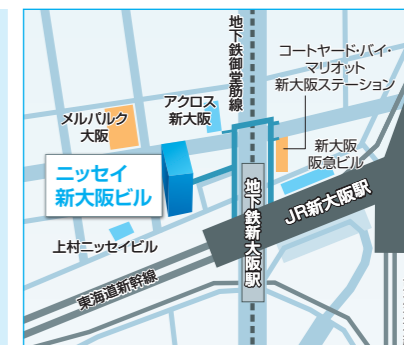 地下鉄御堂筋線
コートヤード・バイ・
マリオット
新大阪ステーション
アクロス
新大阪
メルパルク
大阪
新大阪
阪急ビル
ニッセイ
新大阪ビル
地下鉄新大阪駅
JR新大阪駅
上村ニッセイビル
東海道新幹線